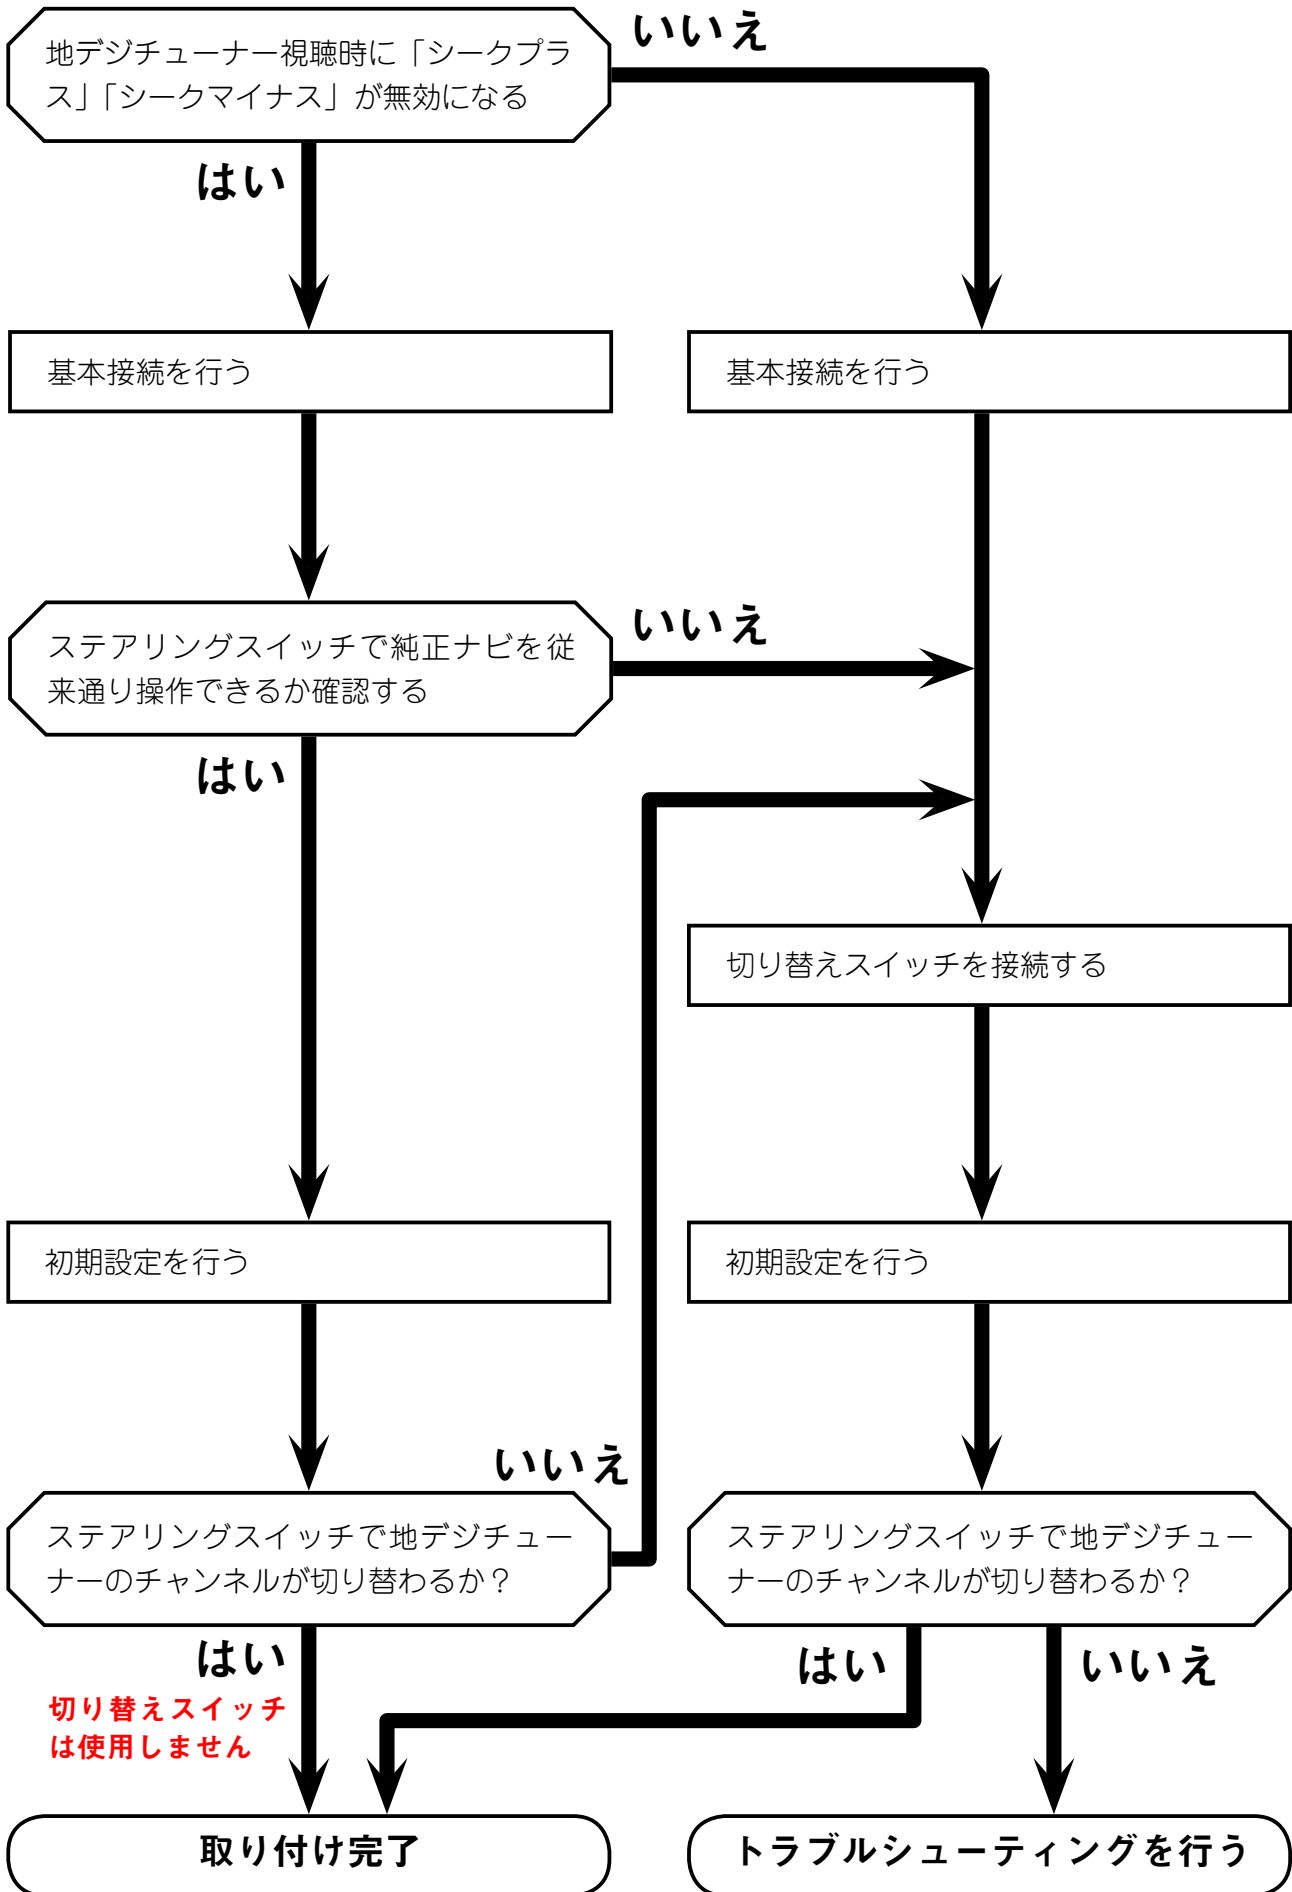 地デジチューナー視聴時に「シークプラ
ス」「シークマイナス」が無効になる
いいえ
はい
基本接続を行う
基本接続を行う
ステアリングスイッチで純正ナビを従
来通り操作できるか確認する
いいえ
はい
切り替えスイッチを接続する
初期設定を行う
初期設定を行う
いいえ
ステアリングスイッチで地デジチュー
ナーのチャンネルが切り替わるか？
ステアリングスイッチで地デジチュー
ナーのチャンネルが切り替わるか？
はい
切り替えスイッチ
は使用しません
はい
いいえ
取り付け完了
トラブルシューティングを行う